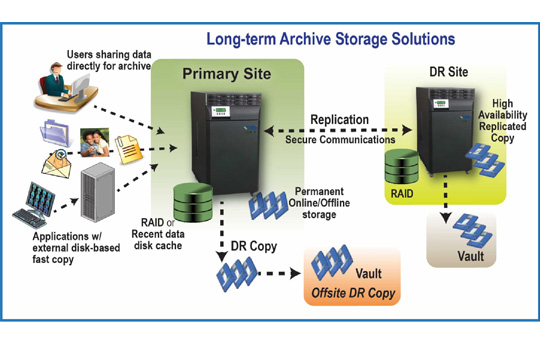 Long-term Archive Storage Solutions
Users sharing data
directly for archive
Primary Site
DR Site
High
Availability
Replicated
Copy
Replication
Secure Communications
RAID
Permanent
Online/Offline
storage
RAID or
Recent data
disk cache
Applications w/
external disk-based
fast copy
DR Copy
Vault
Offsite DR Copy
Vault